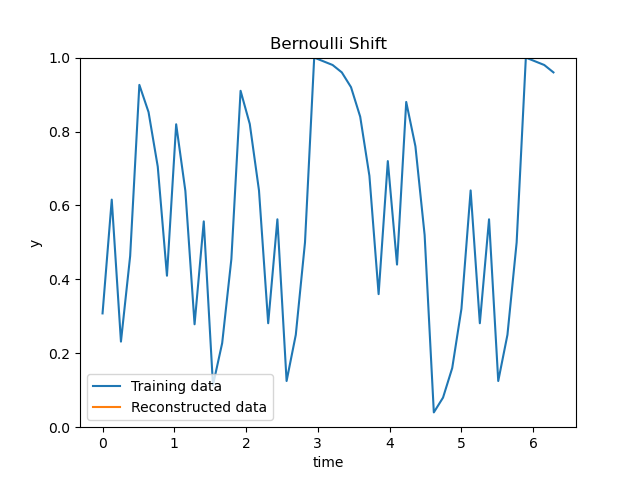 Bernoulli Shift
1.0
0.8
0.6
0.4
0.2
0.0
y
Training data
Reconstructed data
0 1 2 3 4 5 6
time